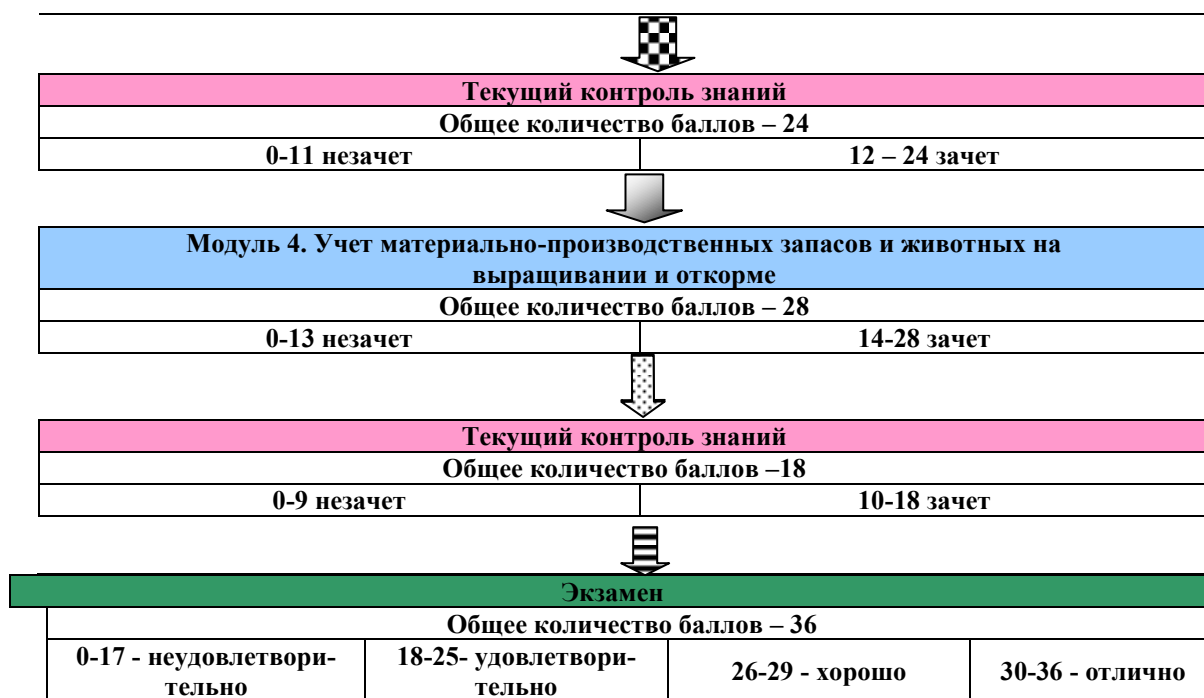 Текущий контроль знаний
Общее количество баллов – 24
0-11 незачет
12 – 24 зачет
Модуль 4. Учет материально-производственных запасов и животных на
выращивании и откорме
Общее количество баллов – 28
0-13 незачет
14-28 зачет
Текущий контроль знаний
Общее количество баллов –18
0-9 незачет
10-18 зачет
Экзамен
Общее количество баллов – 36
0-17 - неудовлетвори-
тельно
18-25- удовлетвори-
тельно
26-29 - хорошо
30-36 - отлично